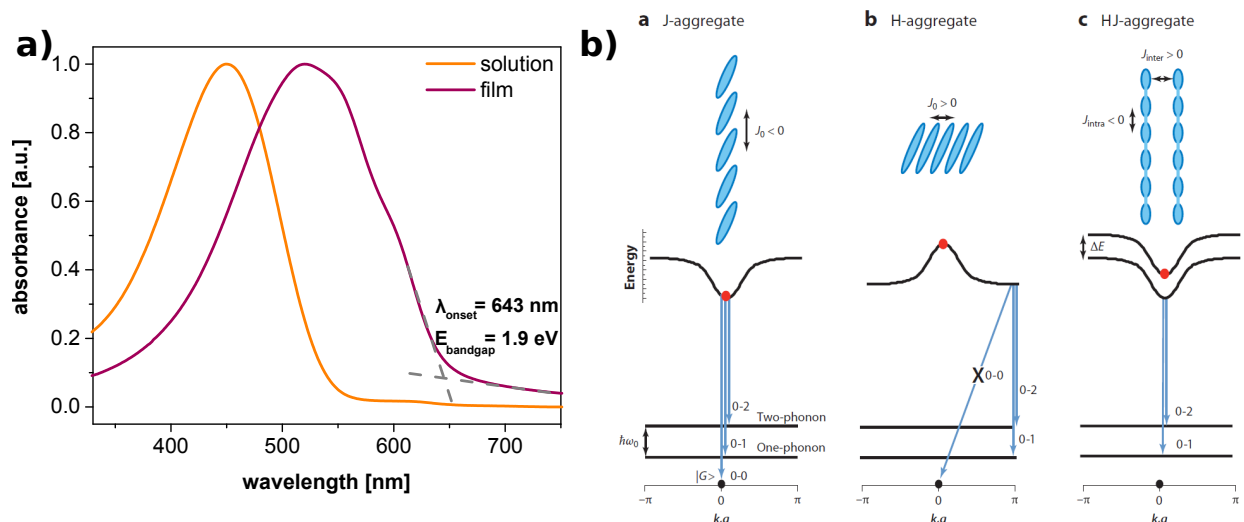 a)
absorbance [a.u.]
1.0
0.8
0.6
0.4
0.2
0.0
solution
film
λonset= 643 nm
Ebandgap= 1.9 eV
400
500
600
700
wavelength [nm]
b)
a J-aggregate
J0 < 0
Energy
0-2
Two-phonon
ħω0
0-1
One-phonon
|G>
0-0
−π
0
π
k.a
b H-aggregate
J0 > 0
X 0-0
0-2
0-1
−π
0
π
k.a
c HJ-aggregate
Jinter > 0
Jintra < 0
ΔE
0-2
0-1
−π
0
π
k.a